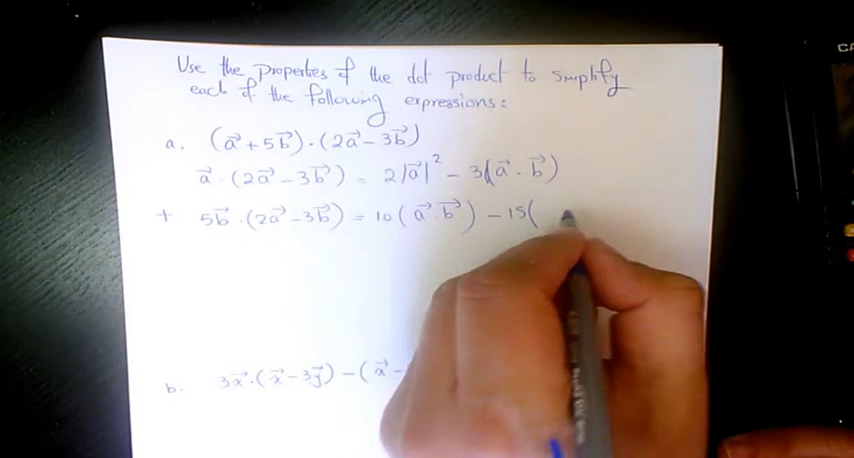 Use the properties of the dot product to simplify
each of the following expressions:
a. (a⃗ + 5b⃗) · (2a⃗ − 3b⃗)
a⃗ · (2a⃗ − 3b⃗) = 2|a⃗|² − 3(a⃗ · b⃗)
+ 5b⃗ · (2a⃗ − 3b⃗) = 10(a⃗ · b⃗) − 15(
b. 3x⃗ · (x⃗ − 3y⃗) − (x⃗ −
CA